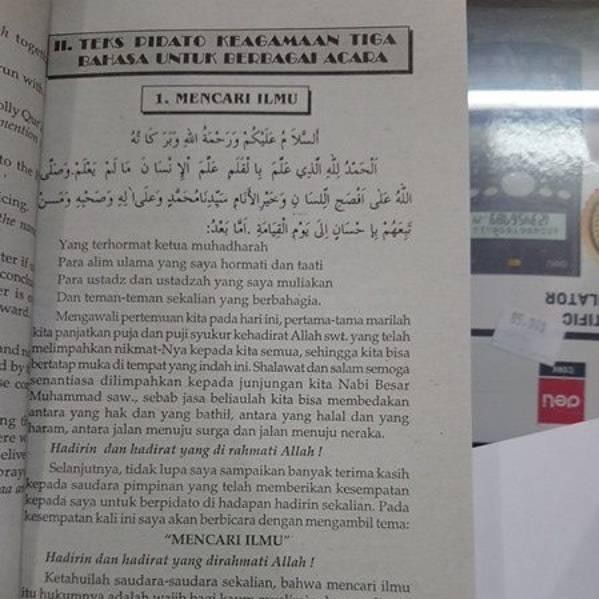 II. TEKS PIDATO KEAGAMAAN TIGA
BAHASA UNTUK BERBAGAI ACARA
1. MENCARI ILMU
اَلسَّلاَ مُ عَلَيْكُمْ وَرَحْمَةُ اللهِ وَبَرَ كَا تُهُ
اَلْحَمْدُ لِلّٰهِ الَّذِي عَلَّمَ بِا لْقَلَمِ عَلَّمَ اْلاِ نْسَا نَ مَا لَمْ يَعْلَمْ. وَصَلَّى
اللهُ عَلَى اَفْصَحِ اللِّسَا نِ وَخَيْرِالْأَنَامِ سَيِّدِنَامُحَمَّدٍ وَعَلَى اٰلِهِ وَصَحْبِهِ وَمَنْ
تَبِعَهُمْ بِاِ حْسَانٍ اِلَى يَوْمِ الْقِيَامَةِ. اَمَّا بَعْدُ:
Yang terhormat ketua muhadharah
Para alim ulama yang saya hormati dan taati
Para ustadz dan ustadzah yang saya muliakan
Dan teman-teman sekalian yang berbahagia.
Mengawali pertemuan kita pada hari ini, pertama-tama marilah
kita panjatkan puja dan puji syukur kehadirat Allah swt. yang telah
melimpahkan nikmat-Nya kepada kita semua, sehingga kita bisa
bertatap muka di tempat yang indah ini. Shalawat dan salam semoga
senantiasa dilimpahkan kepada junjungan kita Nabi Besar
Muhammad saw., sebab jasa beliaulah kita bisa membedakan
antara yang hak dan yang bathil, antara yang halal dan yang
haram, antara jalan menuju surga dan jalan menuju neraka.
Hadirin dan hadirat yang di rahmati Allah !
Selanjutnya, tidak lupa saya sampaikan banyak terima kasih
kepada saudara pimpinan yang telah memberikan kesempatan
kepada saya untuk berpidato di hadapan hadirin sekalian. Pada
kesempatan kali ini saya akan berbicara dengan mengambil tema:
"MENCARI ILMU"
Hadirin dan hadirat yang dirahmati Allah !
Ketahuilah saudara-saudara sekalian, bahwa mencari ilmu
itu hukumnya adalah wajib bagi kaum
deli